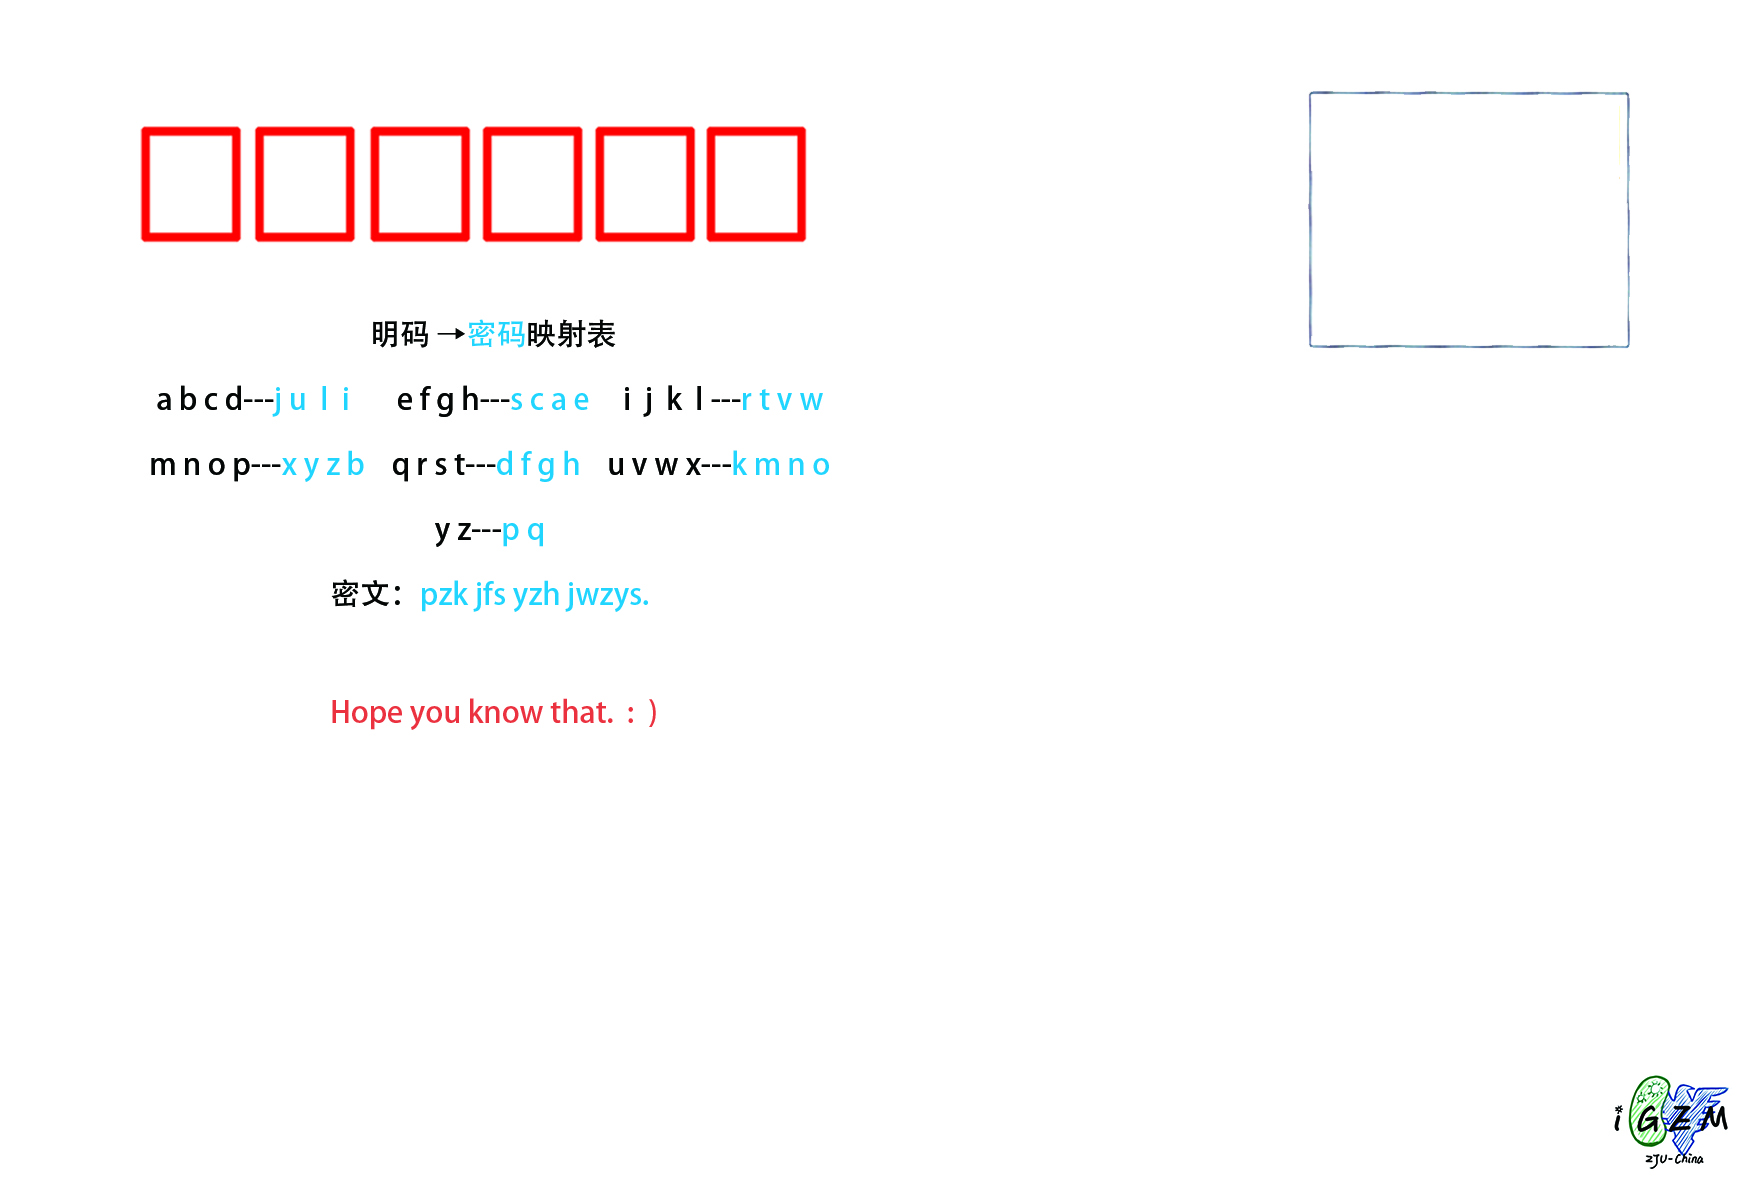 明码 →密码映射表
a b c d---j u l i e f g h---s c a e i j k l ---r t v w
m n o p---x y z b q r s t---d f g h u v w x---k m n o
y z---p q
密文：pzk jfs yzh jwzys.
Hope you know that. : )
i G Z M
ZJU-China